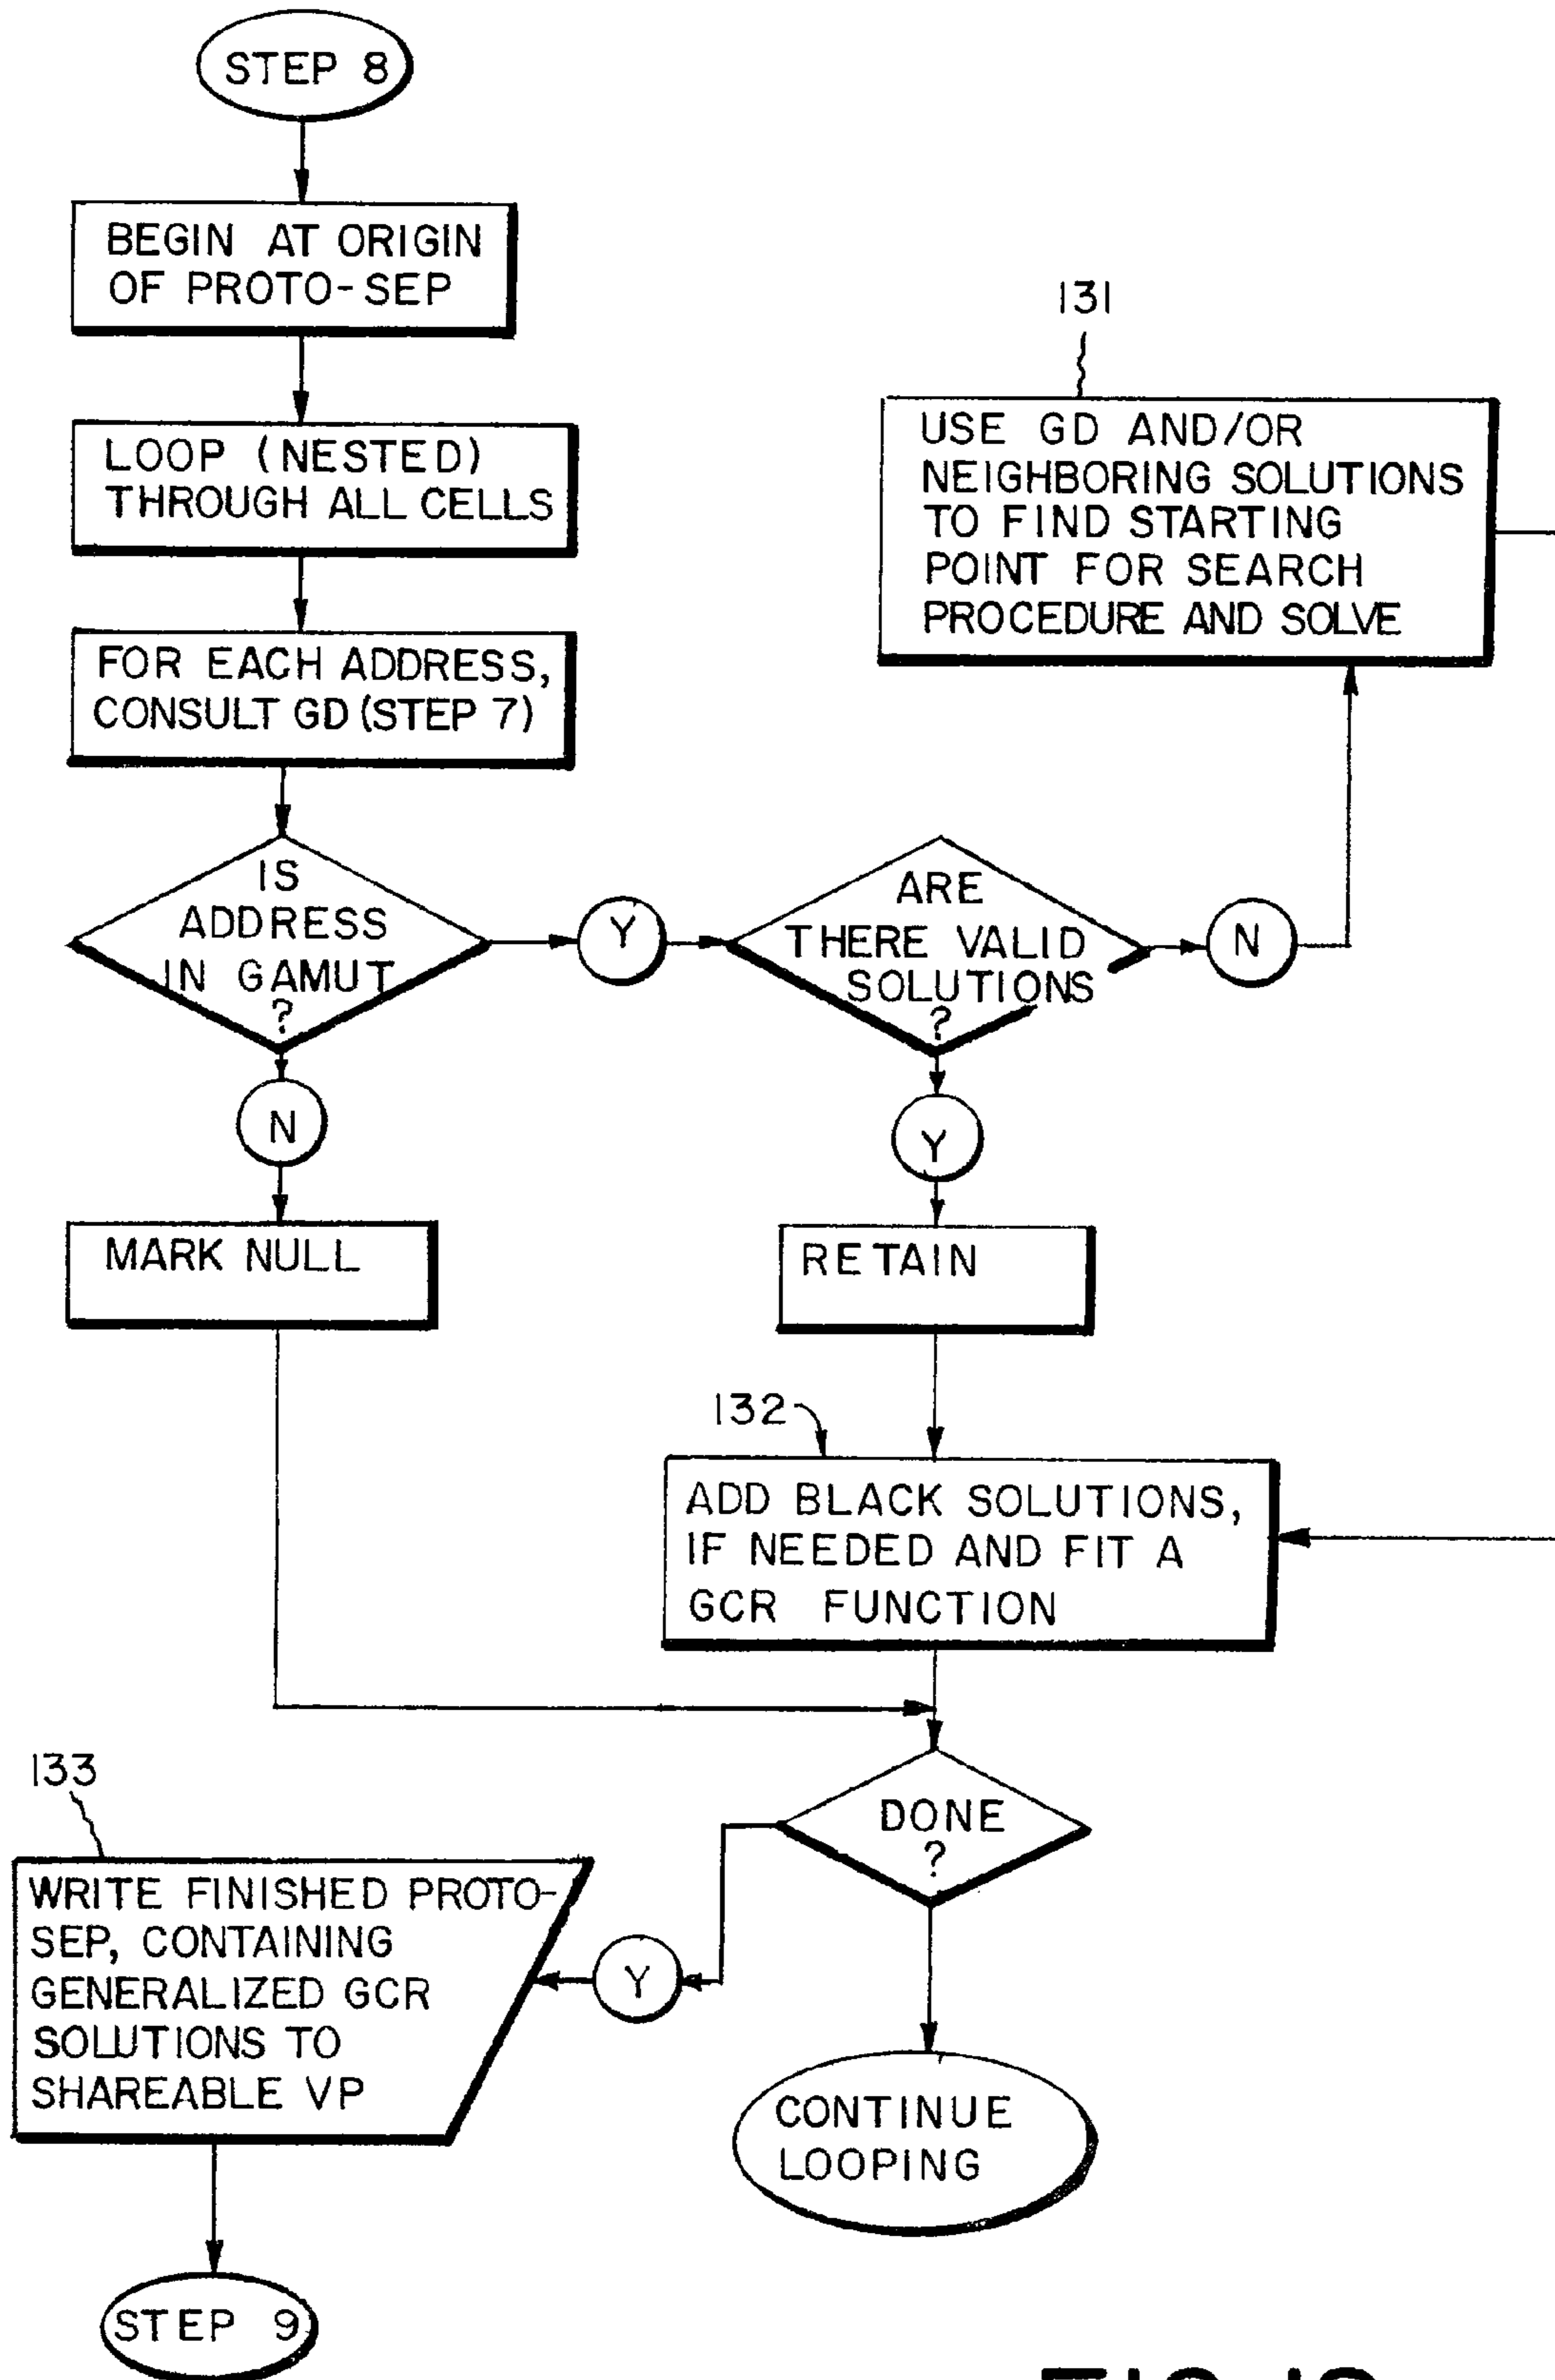 STEP 8
BEGIN AT ORIGIN
OF PROTO-SEP
LOOP (NESTED)
THROUGH ALL CELLS
FOR EACH ADDRESS,
CONSULT GD (STEP 7)
IS
ADDRESS
IN GAMUT
?
Y
ARE
THERE VALID
SOLUTIONS
?
N
131
USE GD AND/OR
NEIGHBORING SOLUTIONS
TO FIND STARTING
POINT FOR SEARCH
PROCEDURE AND SOLVE
N
MARK NULL
Y
RETAIN
132
ADD BLACK SOLUTIONS,
IF NEEDED AND FIT A
GCR FUNCTION
DONE
?
Y
133
WRITE FINISHED PROTO-
SEP, CONTAINING
GENERALIZED GCR
SOLUTIONS TO
SHAREABLE VP
CONTINUE
LOOPING
STEP 9